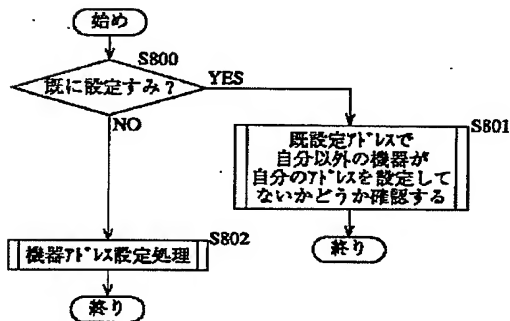 始め
S800
既に設定すみ?
YES
NO
S801
既設定ｱﾄﾞﾚｽで
自分以外の機器が
自分のｱﾄﾞﾚｽを設定して
ないかどうか確認する
終り
S802
機器ｱﾄﾞﾚｽ設定処理
終り